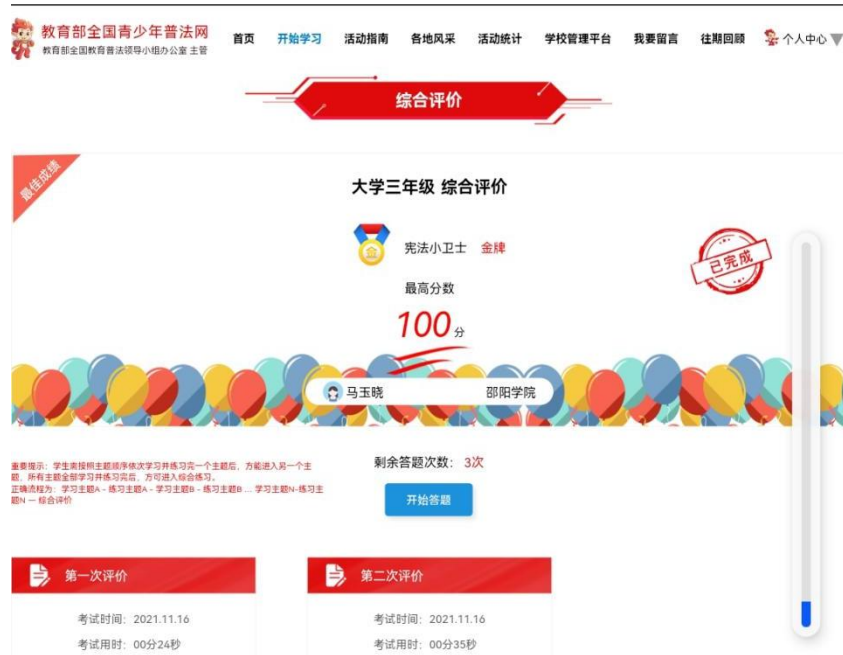 教育部全国青少年普法网
教育部全国教育普法领导小组办公室 主管
首页 开始学习 活动指南 各地风采 活动统计 学校管理平台 我要留言 往期回顾 个人中心
综合评价
最佳成绩
大学三年级 综合评价
金
宪法小卫士 金牌
已完成
最高分数
100分
马玉晓 邵阳学院
重要提示：学生需按照主题顺序依次学习并练习完一个主题后，方能进入另一个主
题，所有主题全部学习并练习完后，方可进入综合练习。
正确流程为：学习主题A - 练习主题A - 学习主题B - 练习主题B ... 学习主题N-练习主
题N — 综合评价
剩余答题次数： 3次
开始答题
第一次评价
考试时间：2021.11.16
考试用时：00分24秒
第二次评价
考试时间：2021.11.16
考试用时：00分35秒